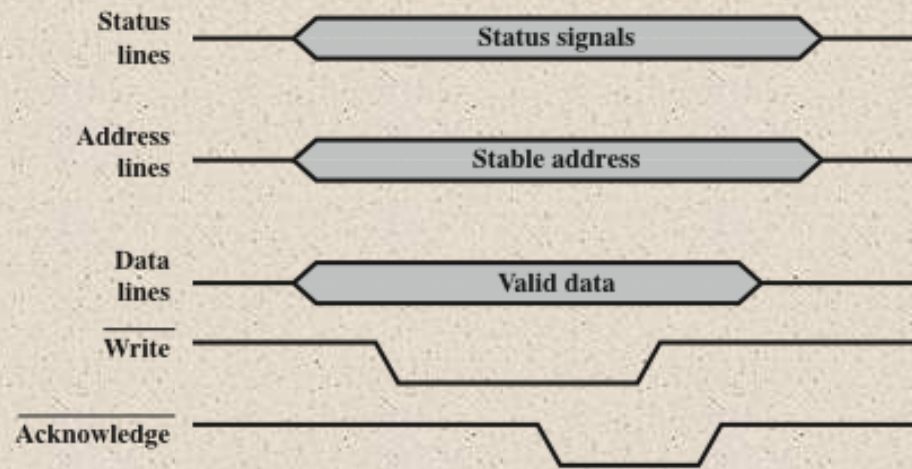 Status
lines
Status signals
Address
lines
Stable address
Data
lines
Valid data
Write
Acknowledge